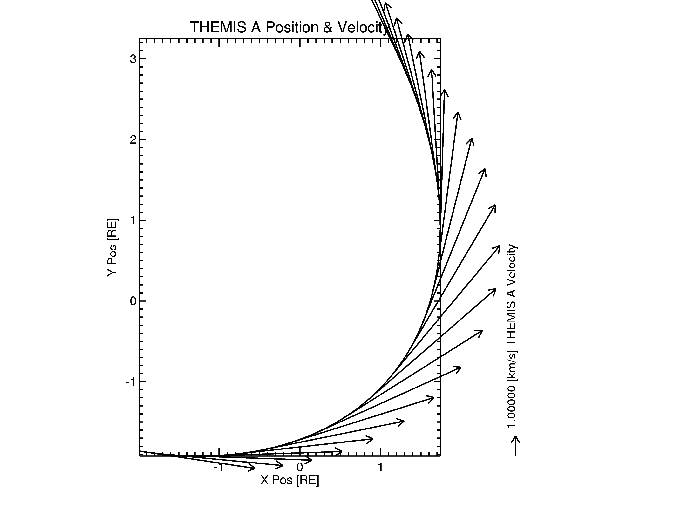 THEMIS A Position & Velocity
3
2
1
0
-1
Y Pos [RE]
-1
0
1
X Pos [RE]
1.00000 [km/s] THEMIS A Velocity